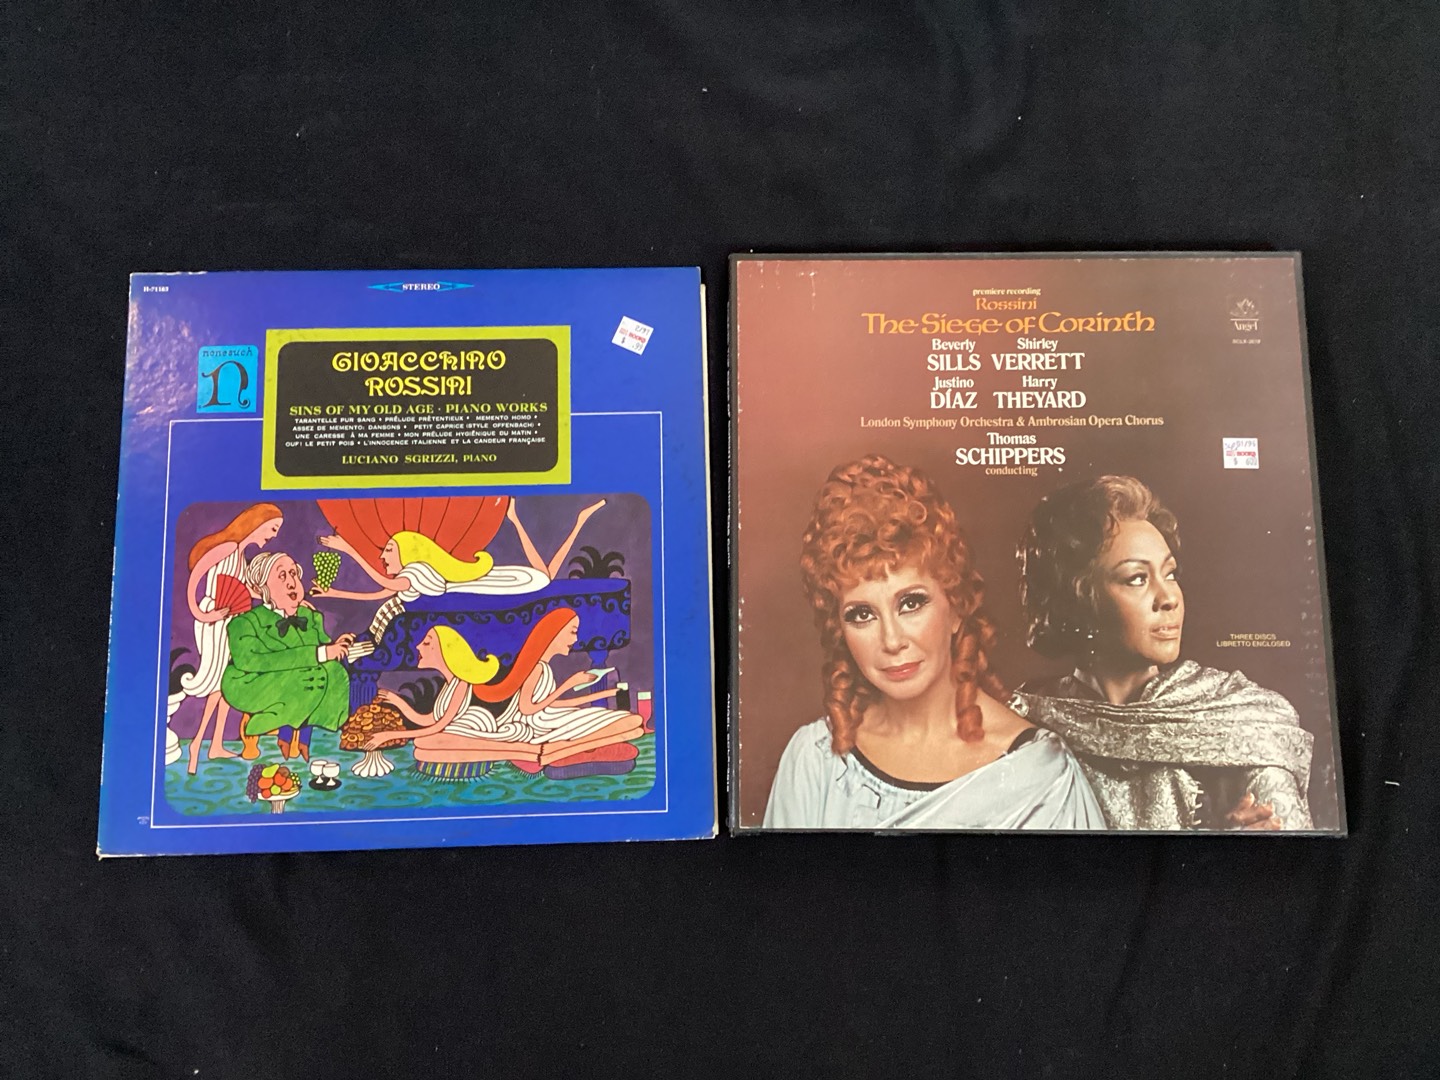 H-71163
STEREO
nonesuch
n
GIOACCHINO
ROSSINI
SINS OF MY OLD AGE · PIANO WORKS
TARANTELLE PUR SANG • PRÉLUDE PRÉTENTIEUX • MEMENTO HOMO •
ASSEZ DE MEMENTO: DANSONS • PETIT CAPRICE (STYLE OFFENBACH) •
UNE CARESSE À MA FEMME • MON PRÉLUDE HYGIÉNIQUE DU MATIN •
OUF! LE PETIT POIS • L'INNOCENCE ITALIENNE ET LA CANDEUR FRANÇAISE
LUCIANO SGRIZZI, PIANO
premiere recording
Rossini
The Siege of Corinth
Beverly Shirley
SILLS VERRETT
Justino Harry
DÍAZ THEYARD
London Symphony Orchestra & Ambrosian Opera Chorus
Thomas
SCHIPPERS
conducting
Angel
THREE DISCS
LIBRETTO ENCLOSED